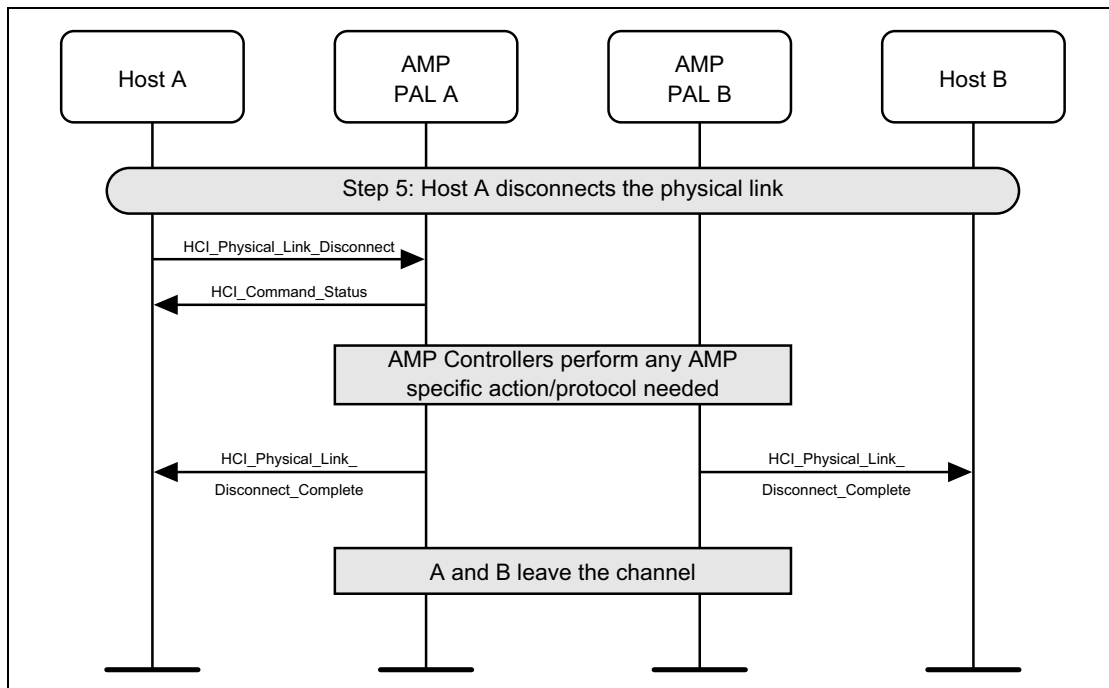 Host A
AMP
PAL A
AMP
PAL B
Host B
Step 5: Host A disconnects the physical link
HCI_Physical_Link_Disconnect
HCI_Command_Status
AMP Controllers perform any AMP
specific action/protocol needed
HCI_Physical_Link_
Disconnect_Complete
HCI_Physical_Link_
Disconnect_Complete
A and B leave the channel